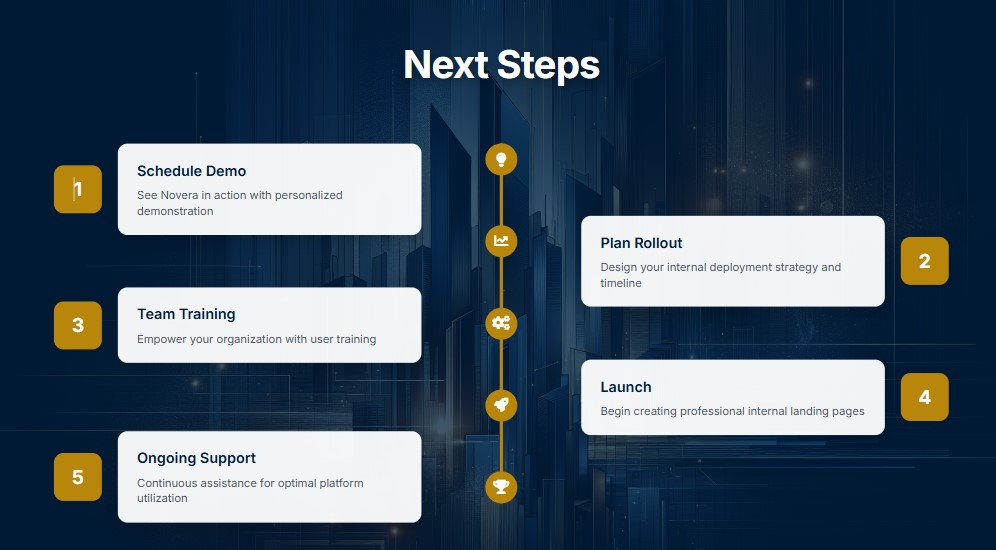 Next Steps
1
Schedule Demo
See Novera in action with personalized
demonstration
Plan Rollout
Design your internal deployment strategy and
timeline
2
3
Team Training
Empower your organization with user training
Launch
Begin creating professional internal landing pages
4
5
Ongoing Support
Continuous assistance for optimal platform
utilization